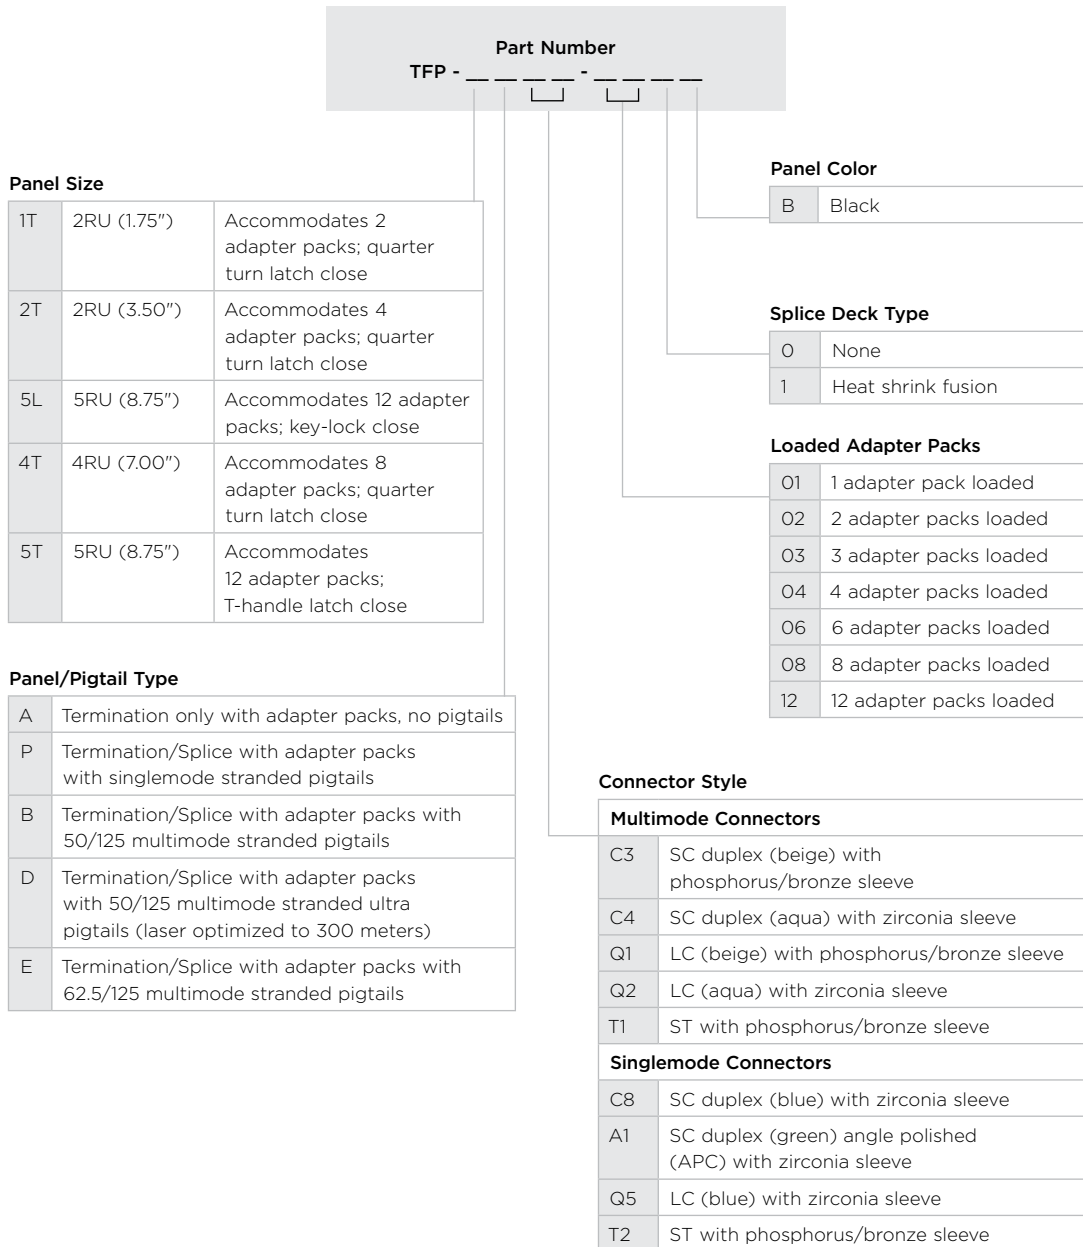 Part Number
TFP - __ __ __ __ - __ __ __ __
Panel Size
1T 2RU (1.75") Accommodates 2
adapter packs; quarter
turn latch close
2T 2RU (3.50") Accommodates 4
adapter packs; quarter
turn latch close
5L 5RU (8.75") Accommodates 12 adapter
packs; key-lock close
4T 4RU (7.00") Accommodates 8
adapter packs; quarter
turn latch close
5T 5RU (8.75") Accommodates
12 adapter packs;
T-handle latch close
Panel/Pigtail Type
A Termination only with adapter packs, no pigtails
P Termination/Splice with adapter packs
with singlemode stranded pigtails
B Termination/Splice with adapter packs with
50/125 multimode stranded pigtails
D Termination/Splice with adapter packs
with 50/125 multimode stranded ultra
pigtails (laser optimized to 300 meters)
E Termination/Splice with adapter packs with
62.5/125 multimode stranded pigtails
Panel Color
B Black
Splice Deck Type
0 None
1 Heat shrink fusion
Loaded Adapter Packs
01 1 adapter pack loaded
02 2 adapter packs loaded
03 3 adapter packs loaded
04 4 adapter packs loaded
06 6 adapter packs loaded
08 8 adapter packs loaded
12 12 adapter packs loaded
Connector Style
Multimode Connectors
C3 SC duplex (beige) with
phosphorus/bronze sleeve
C4 SC duplex (aqua) with zirconia sleeve
Q1 LC (beige) with phosphorus/bronze sleeve
Q2 LC (aqua) with zirconia sleeve
T1 ST with phosphorus/bronze sleeve
Singlemode Connectors
C8 SC duplex (blue) with zirconia sleeve
A1 SC duplex (green) angle polished
(APC) with zirconia sleeve
Q5 LC (blue) with zirconia sleeve
T2 ST with phosphorus/bronze sleeve